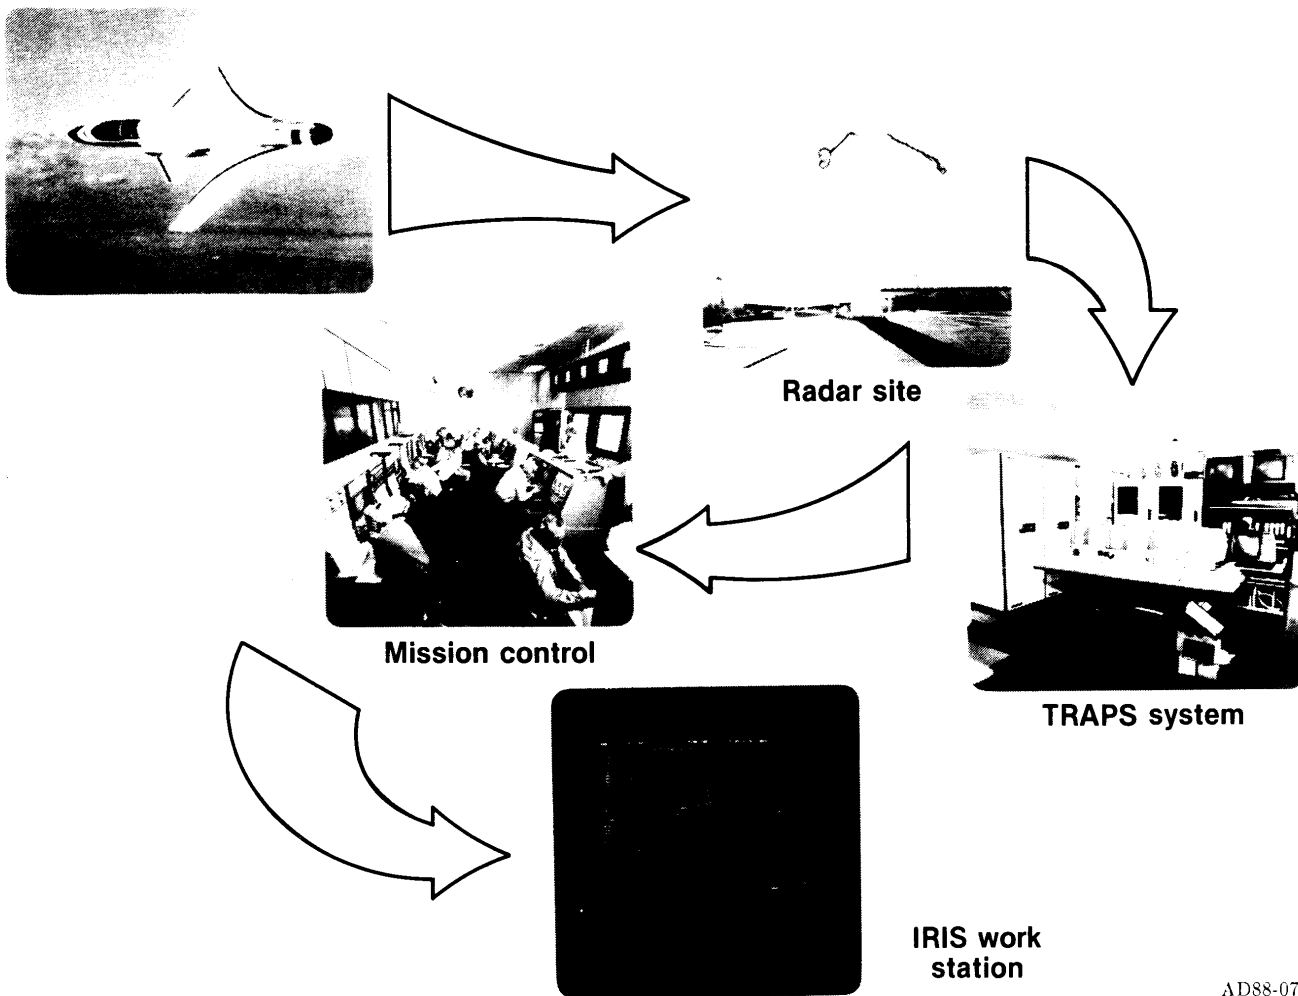 Radar site
Mission control
TRAPS system
IRIS work
station
AD88-07